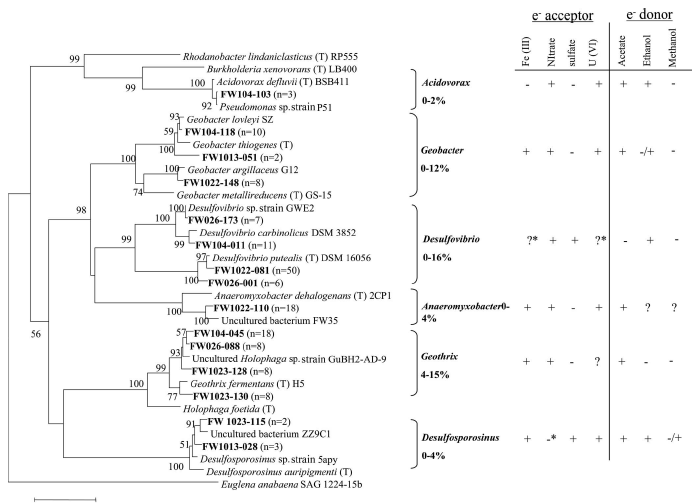 e- acceptor e- donor
Fe (III) NItrate sulfate U (VI) Acetate Ethanol Methanol
99 Rhodanobacter lindaniclasticus (T) RP555
Burkholderia xenovorans (T) LB400
99
100 Acidovorax defluvii (T) BSB411
FW104-103 (n=3)
92 Pseudomonas sp.strain P51
Acidovorax
0-2%
- + - + + + -
93 Geobacter lovleyi SZ
59 FW104-118 (n=10)
Geobacter thiogenes (T)
100 FW1013-051 (n=2)
100 Geobacter argillaceus G12
100 FW1022-148 (n=8)
74 Geobacter metallireducens (T) GS-15
Geobacter
0-12%
+ + - + + -/+ -
98
100 Desulfovibrio sp.strain GWE2
100 FW026-173 (n=7)
Desulfovibrio carbinolicus DSM 3852
99 FW104-011 (n=11)
99
97 Desulfovibrio putealis (T) DSM 16056
FW1022-081 (n=50)
100 FW026-001 (n=6)
Desulfovibrio
0-16%
?* + + ?* - + -
Anaeromyxobacter dehalogenans (T) 2CP1
FW1022-110 (n=18)
100 Uncultured bacterium FW35
Anaeromyxobacter0-
4%
+ + - + + ? ?
56
57 FW104-045 (n=18)
FW026-088 (n=8)
93 Uncultured Holophaga sp.strain GuBH2-AD-9
99 FW1023-128 (n=8)
Geothrix fermentans (T) H5
77 FW1023-130 (n=8)
100
Holophaga foetida (T)
Geothrix
4-15%
+ + - ? + - -
91 FW 1023-115 (n=2)
Uncultured bacterium ZZ9C1
51 FW1013-028 (n=3)
Desulfosporosinus sp.strain 5apy
100 Desulfosporosinus auripigmenti (T)
Desulfosporosinus
0-4%
+ -* + + + + -/+
Euglena anabaena SAG 1224-15b